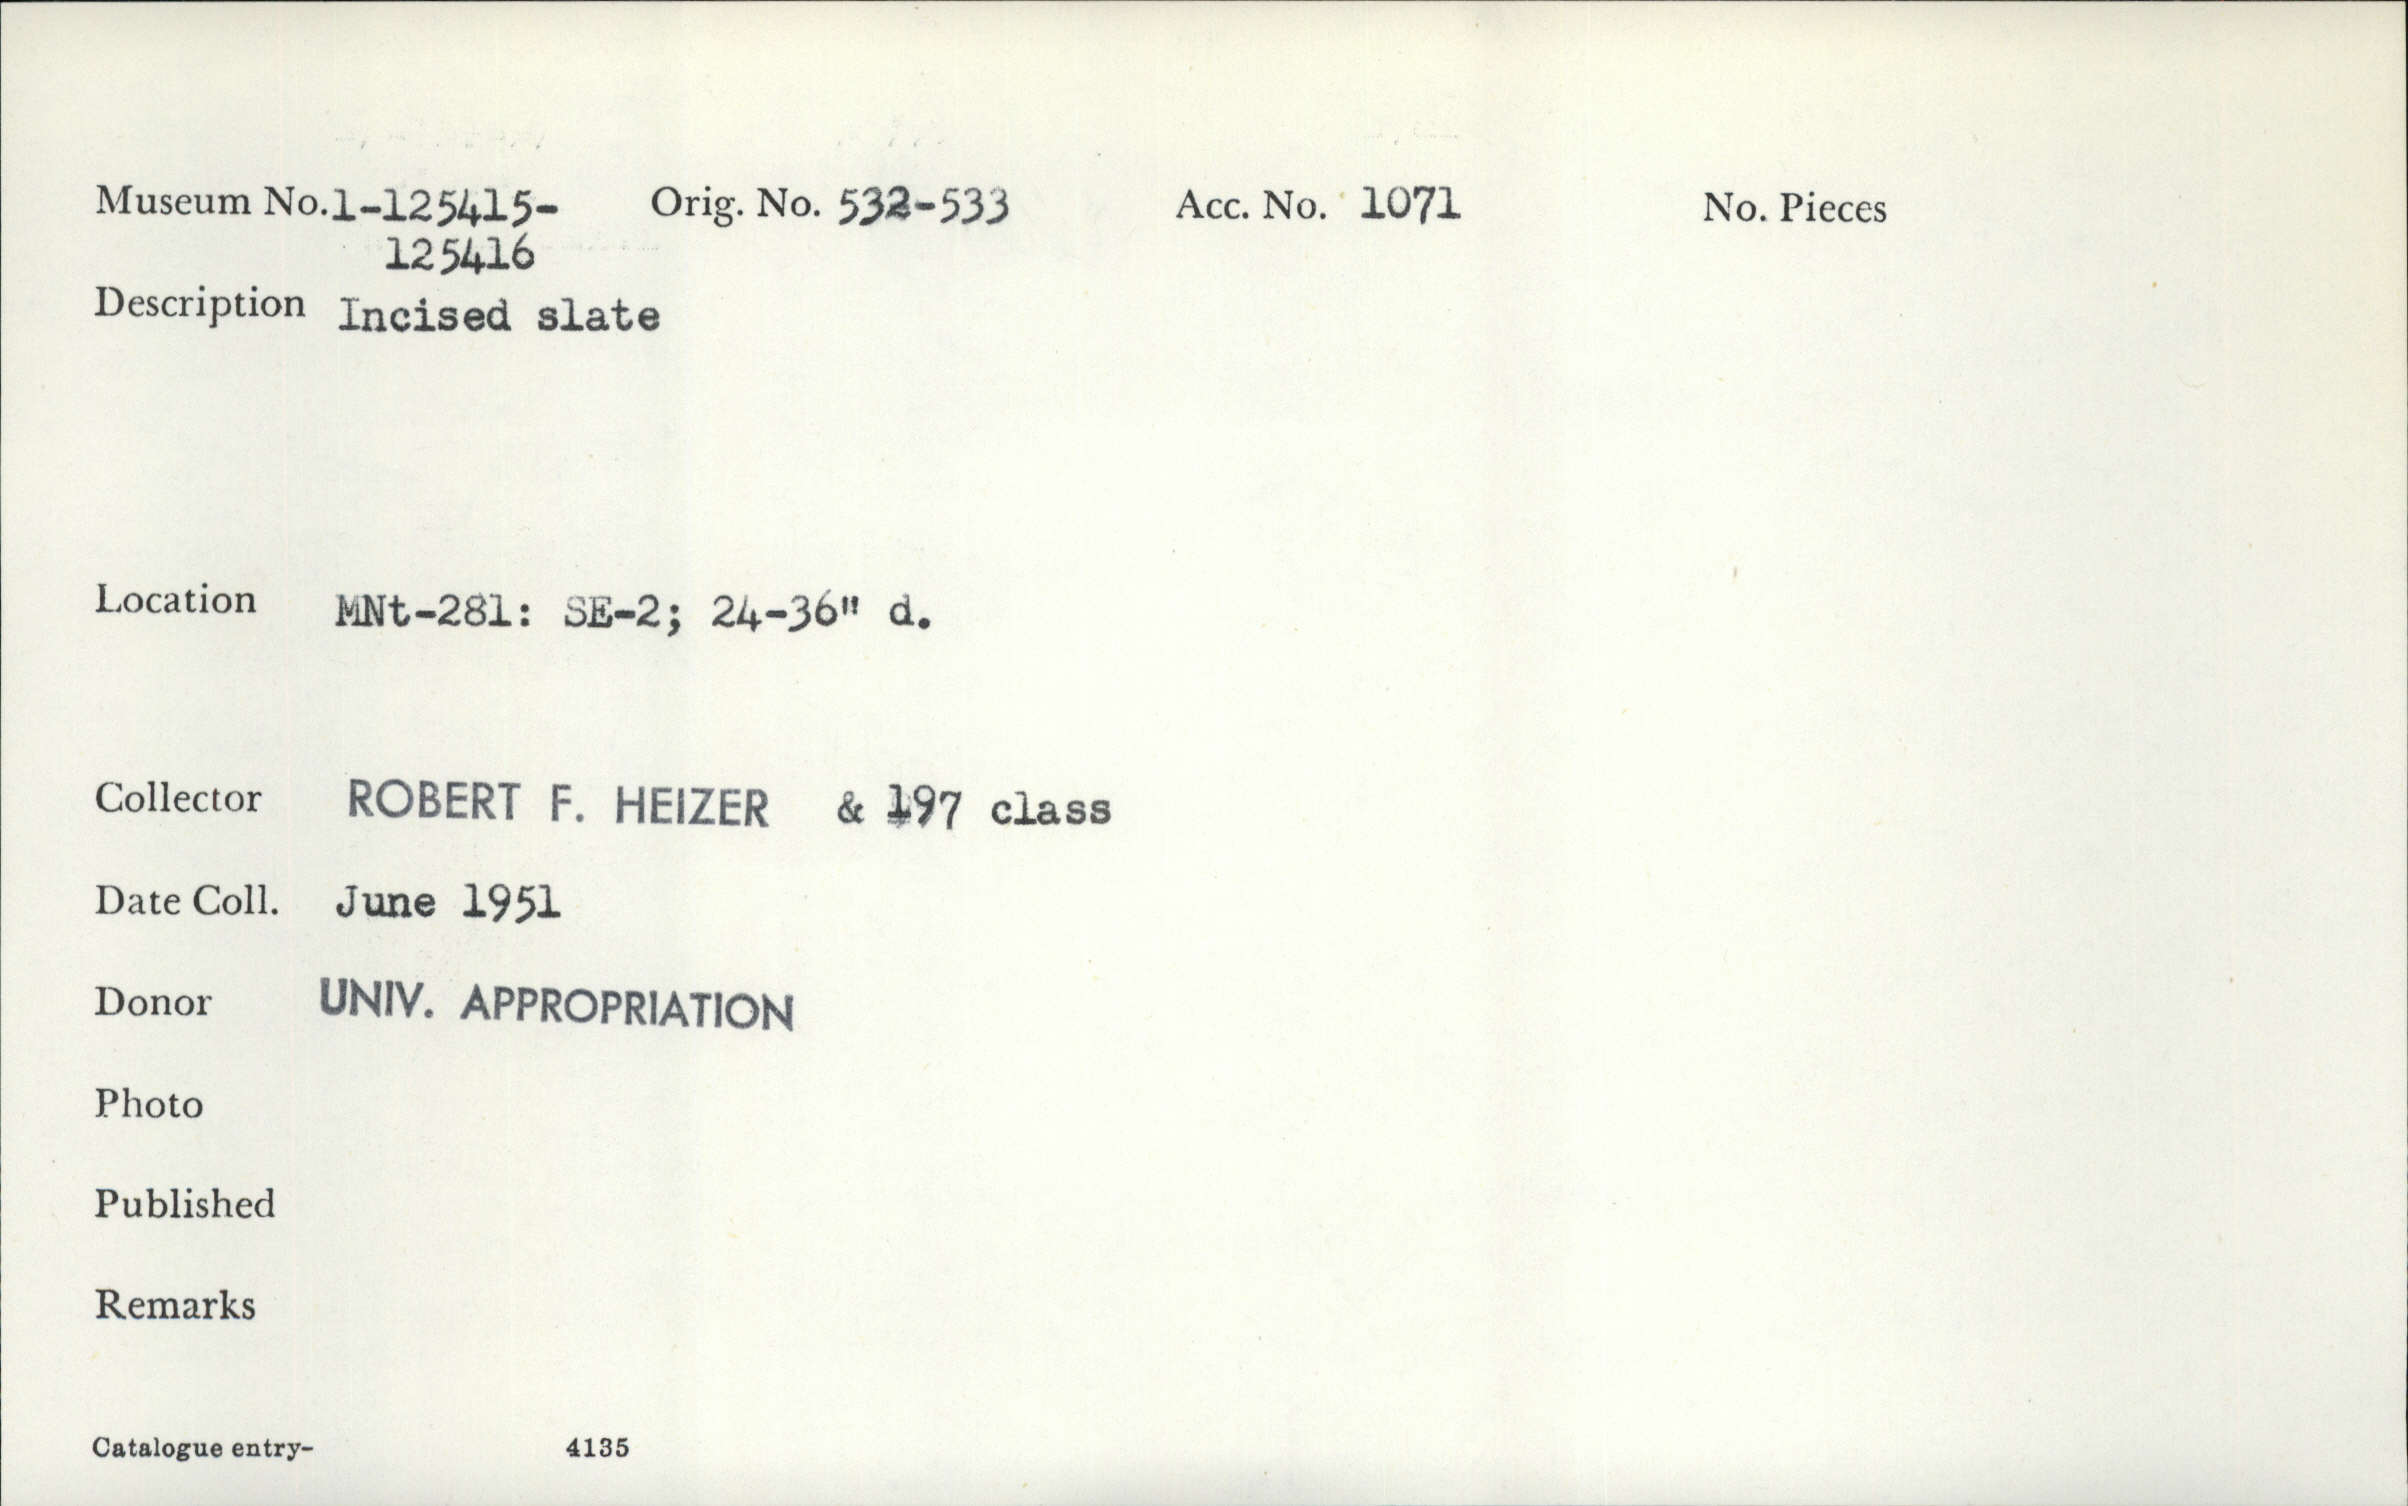 Museum No. 1-125415- Orig. No. 532-533 Acc. No. 1071 No. Pieces
125416
Description Incised slate
Location MNt-281: SE-2; 24-36" d.
Collector ROBERT F. HEIZER & 197 class
Date Coll. June 1951
Donor UNIV. APPROPRIATION
Photo
Published
Remarks
Catalogue entry- 4135